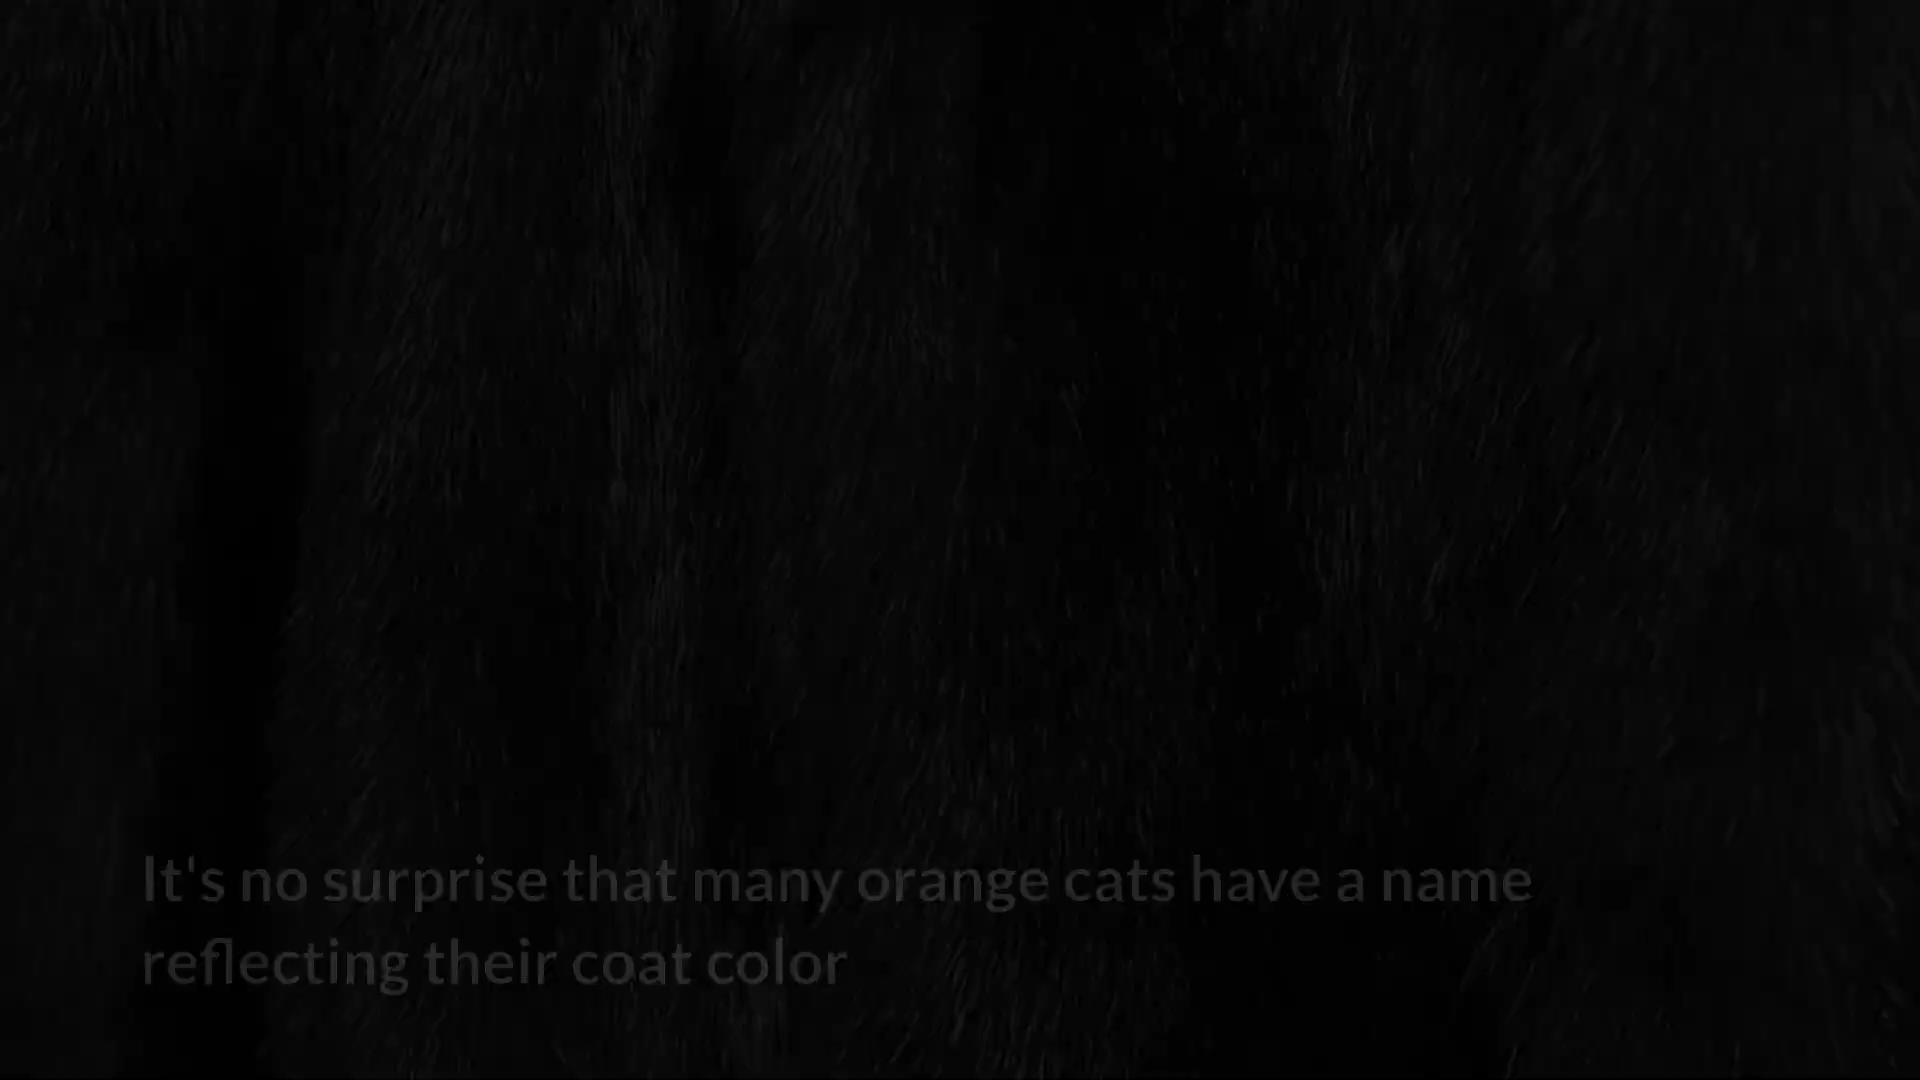 It's no surprise that many orange cats have a name
reflecting their coat color